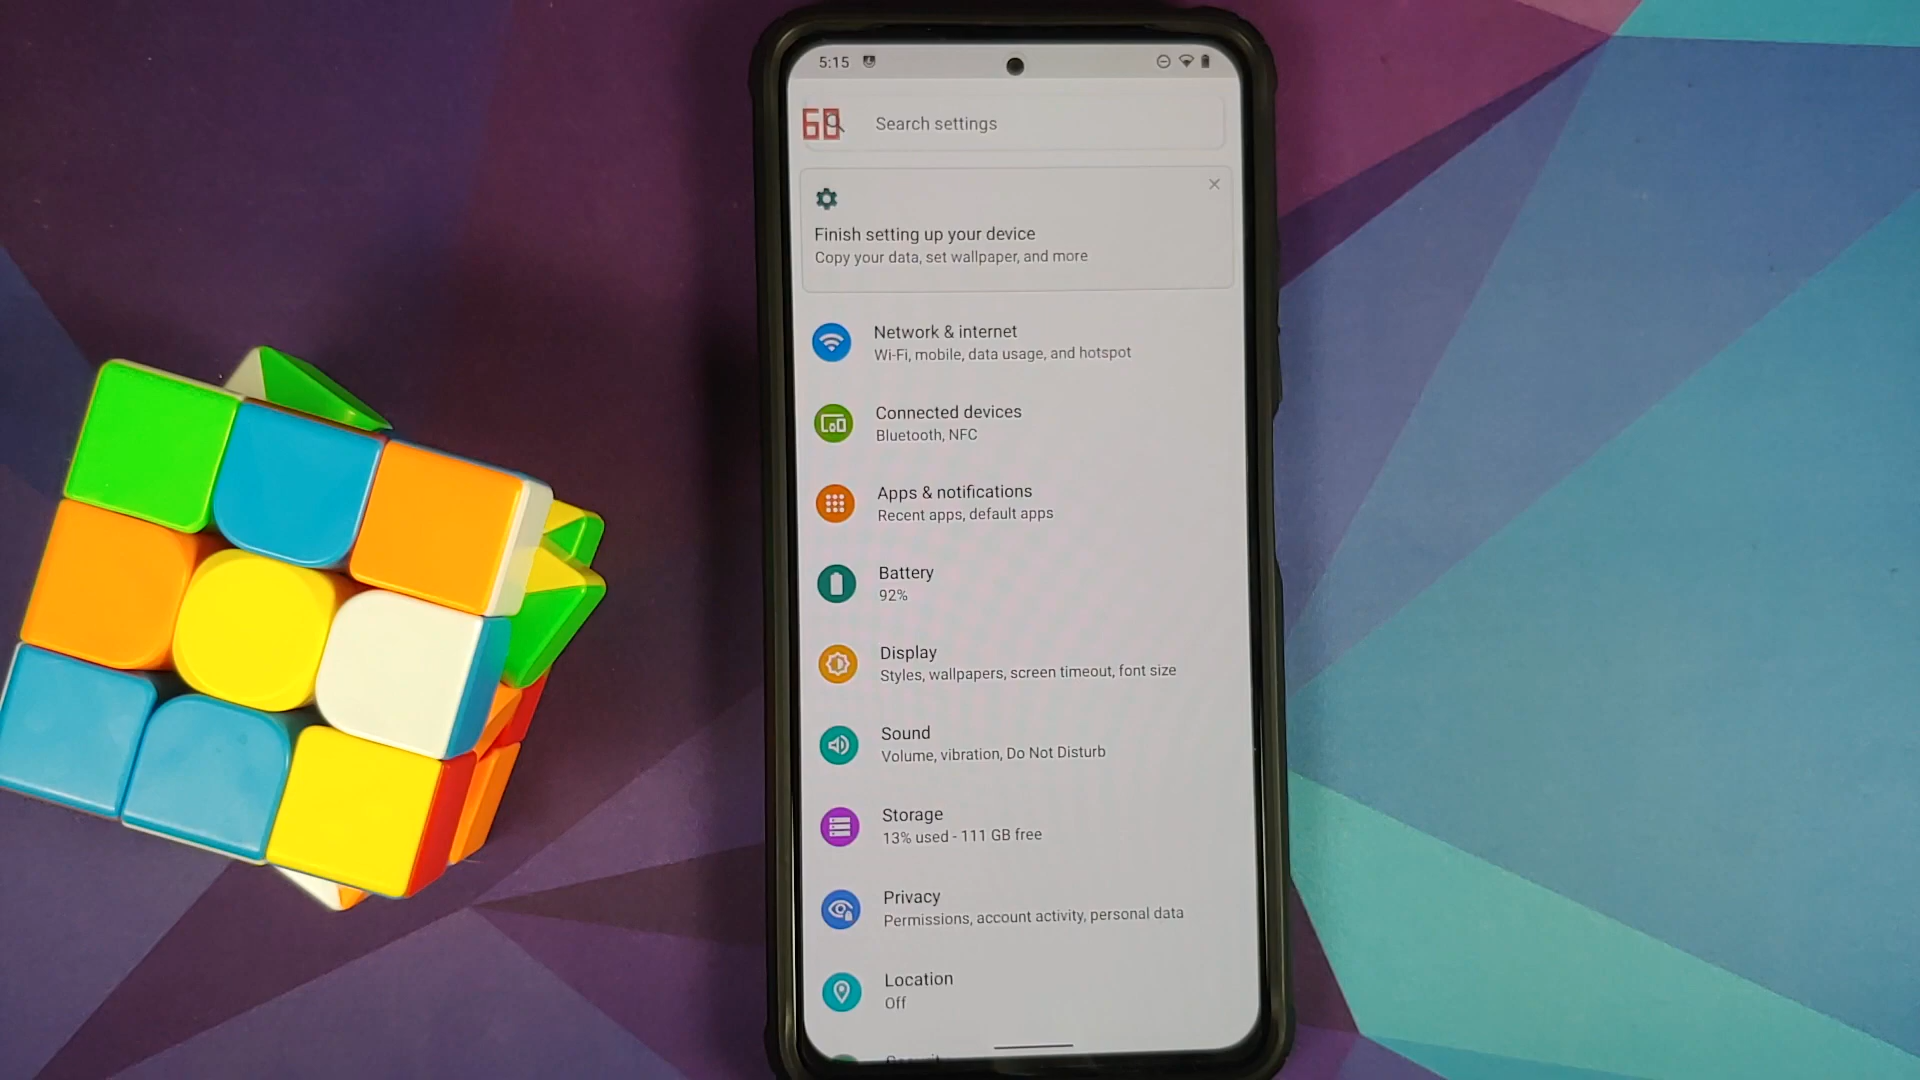 5:15
60
Search settings
Finish setting up your device
Copy your data, set wallpaper, and more
Network & internet
Wi-Fi, mobile, data usage, and hotspot
Connected devices
Bluetooth, NFC
Apps & notifications
Recent apps, default apps
Battery
92%
Display
Styles, wallpapers, screen timeout, font size
Sound
Volume, vibration, Do Not Disturb
Storage
13% used - 111 GB free
Privacy
Permissions, account activity, personal data
Location
Off